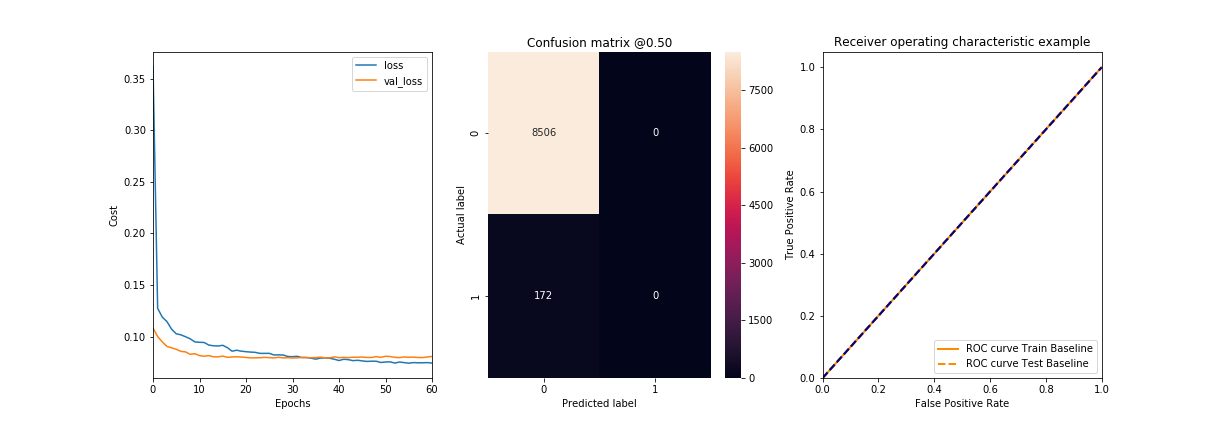 loss
val_loss
0.35
0.30
0.25
0.20
0.15
0.10
Cost
0 10 20 30 40 50 60
Epochs
Confusion matrix @0.50
8506 0
172 0
0
1
Actual label
0 1
Predicted label
7500
6000
4500
3000
1500
0
Receiver operating characteristic example
1.0
0.8
0.6
0.4
0.2
0.0
True Positive Rate
ROC curve Train Baseline
ROC curve Test Baseline
0.0 0.2 0.4 0.6 0.8 1.0
False Positive Rate